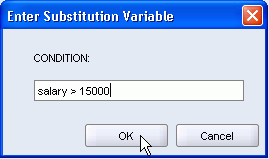 Enter Substitution Variable
CONDITION:
salary > 15000
OK
Cancel